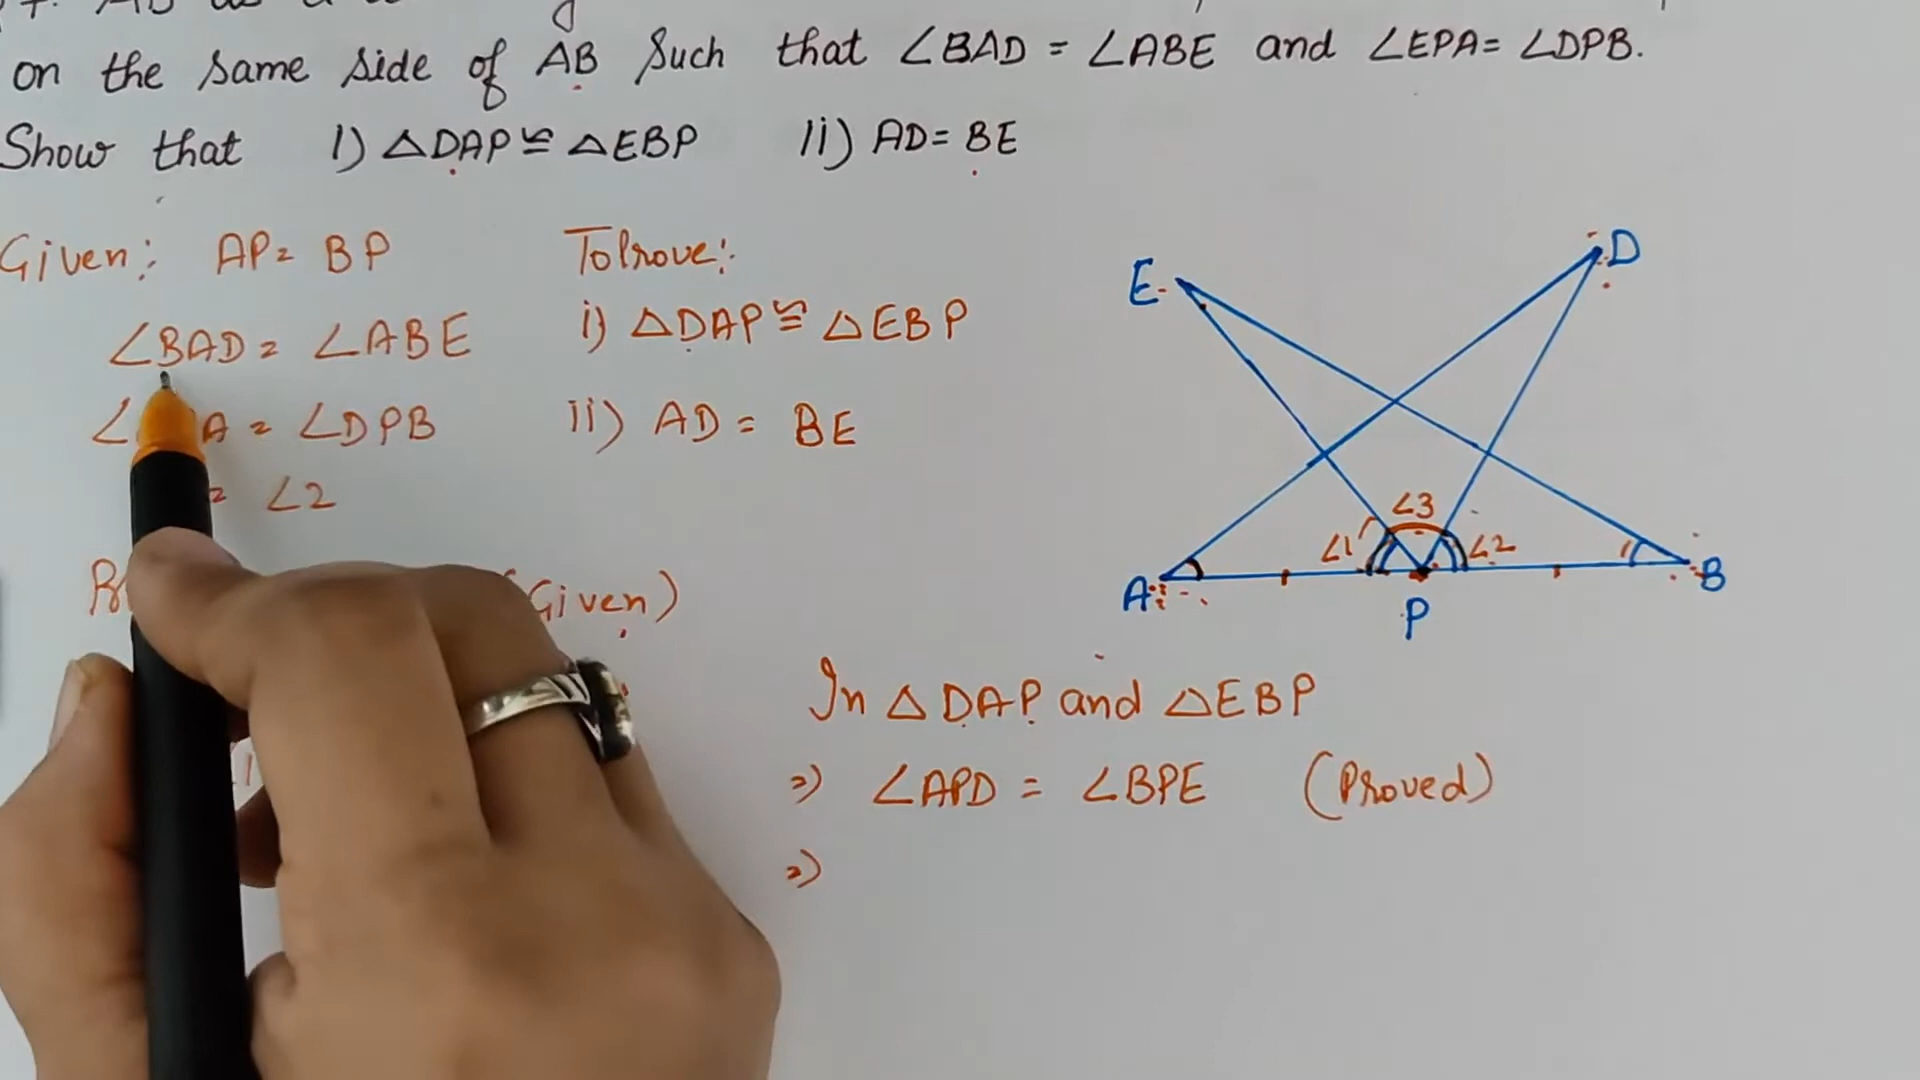 on the same side of AB such that ∠BAD = ∠ABE and ∠EPA = ∠DPB.
Show that I) △DAP ≅ △EBP II) AD = BE
Given: AP = BP
∠BAD = ∠ABE
∠ A = ∠DPB
= ∠2
(Given)
To Prove:
i) △DAP ≅ △EBP
ii) AD = BE
E
D
∠3
∠1
∠2
A
P
B
In △DAP and △EBP
⇒ ∠APD = ∠BPE (Proved)
⇒